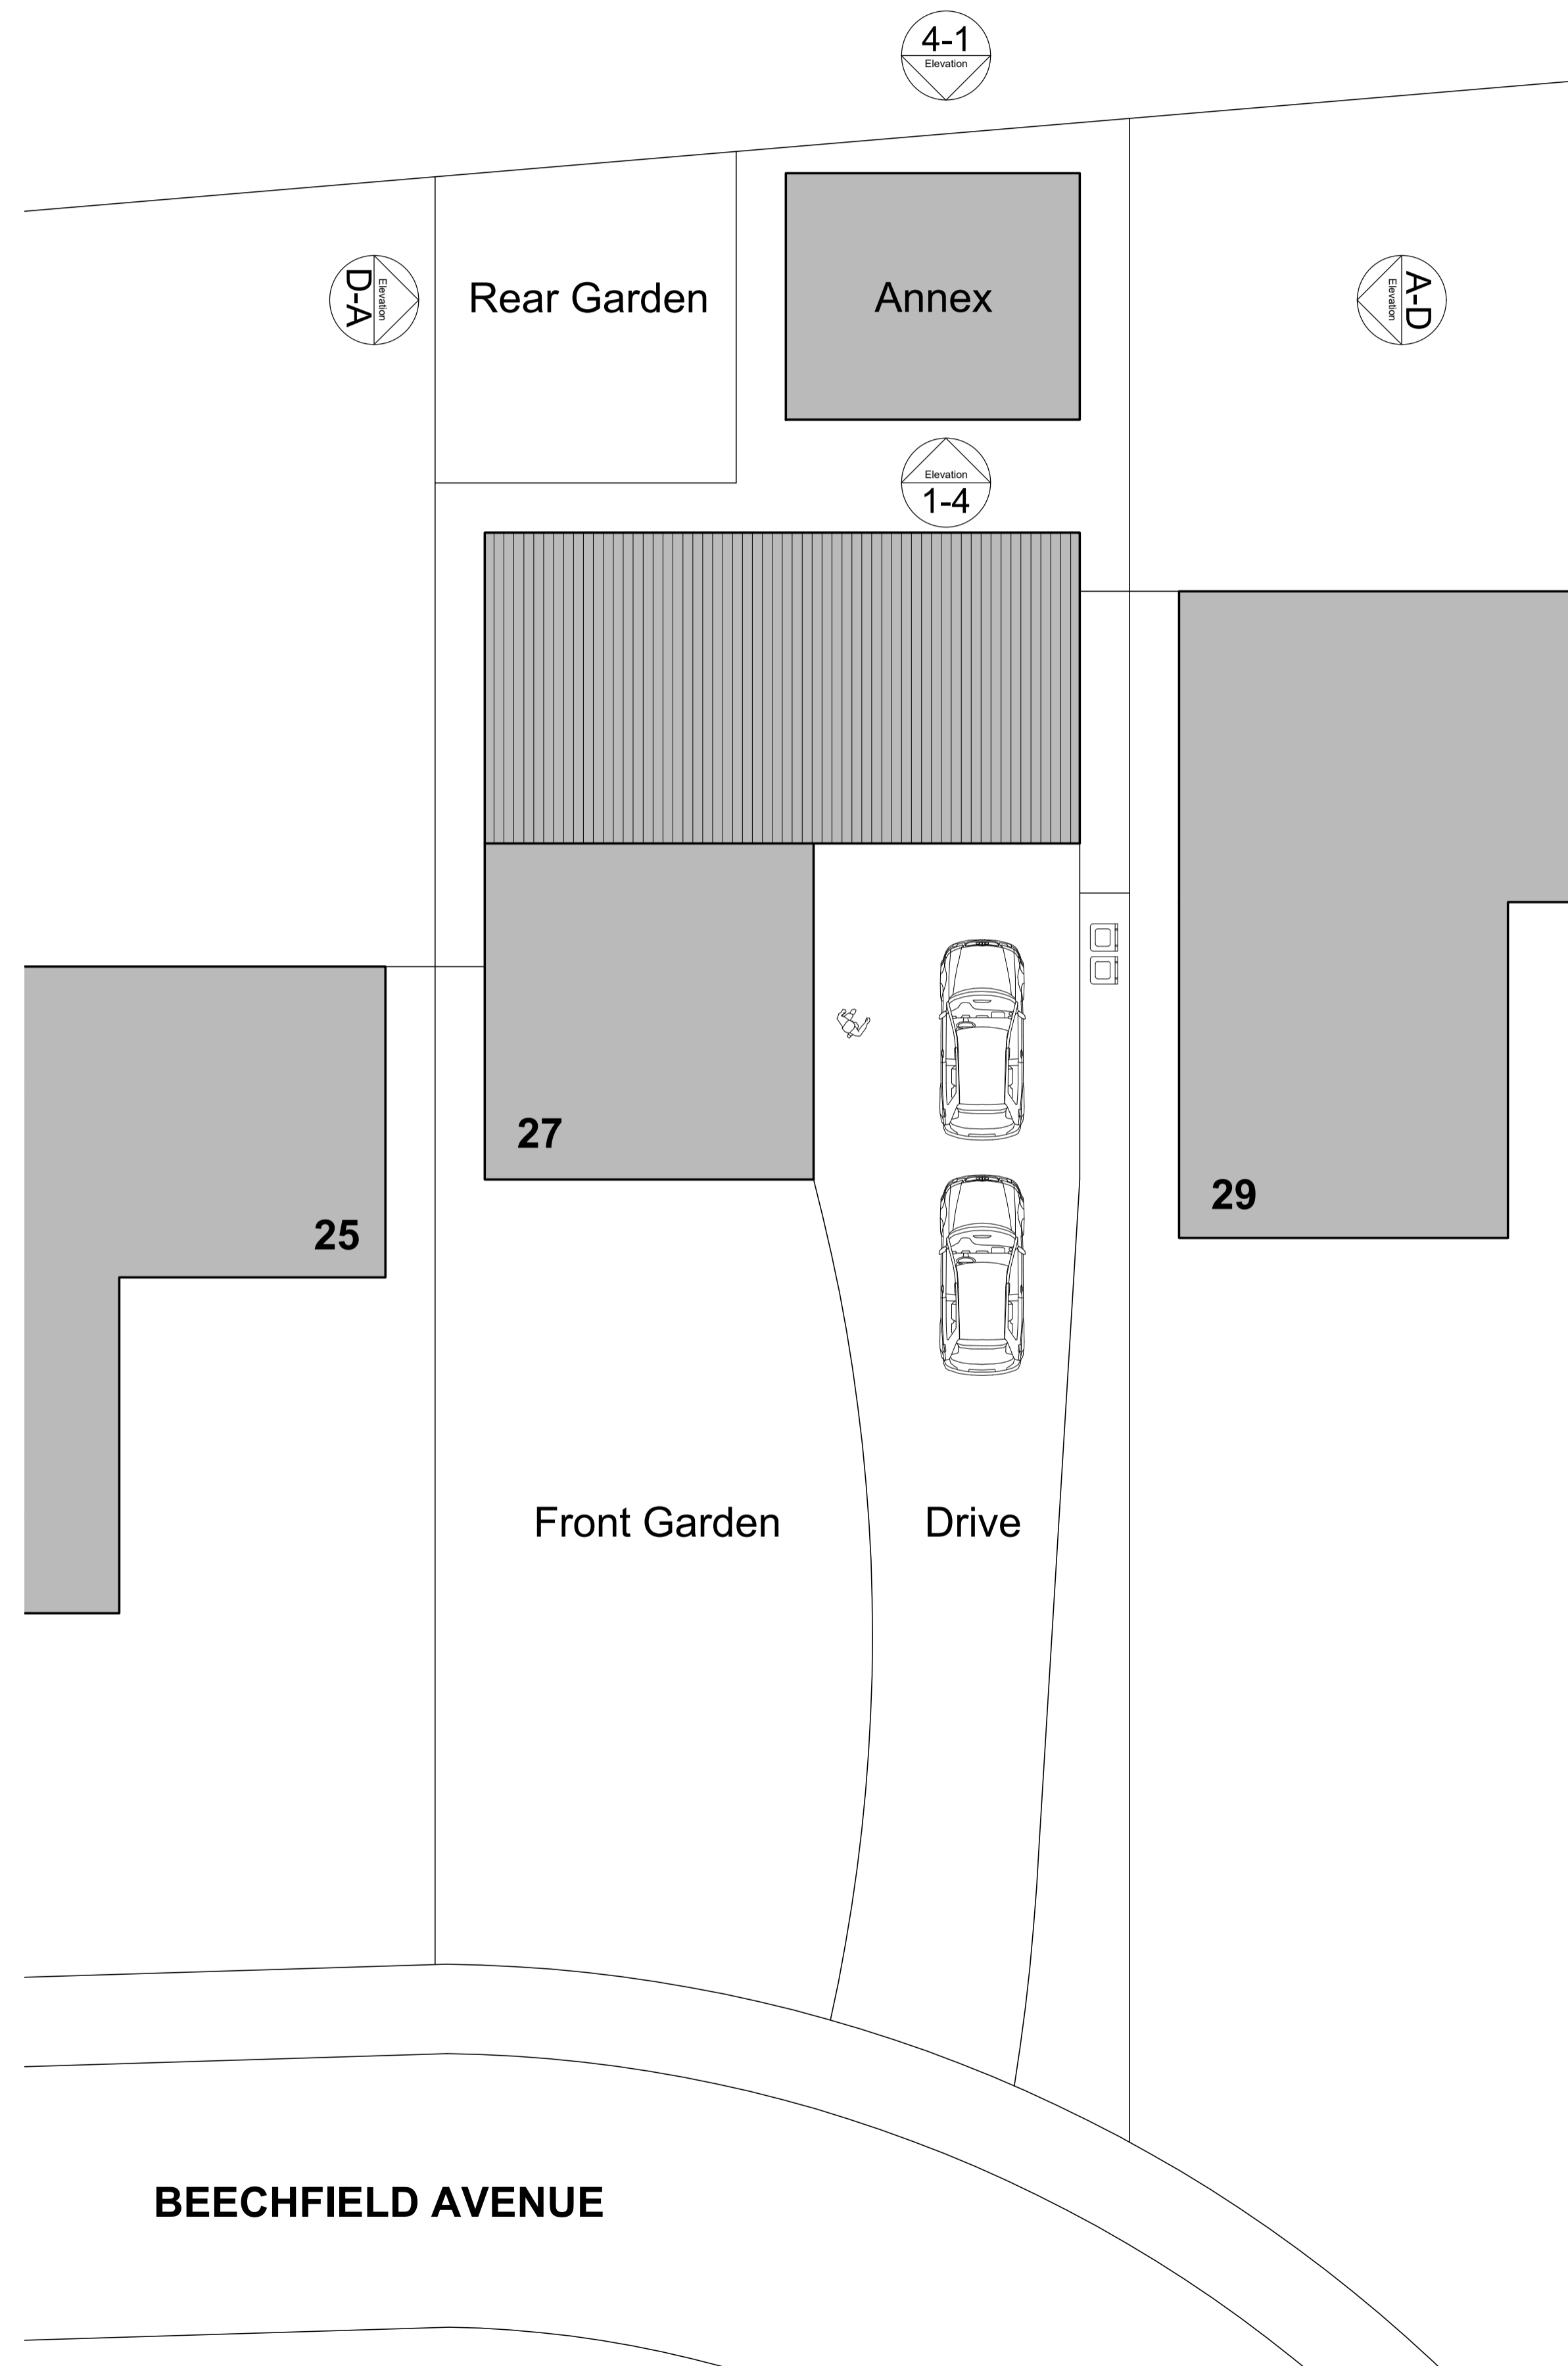 4-1
Elevation
D-A
Elevation
Rear Garden
Annex
Elevation
A-D
Elevation
1-4
27
25
29
Front Garden
Drive
BEECHFIELD AVENUE